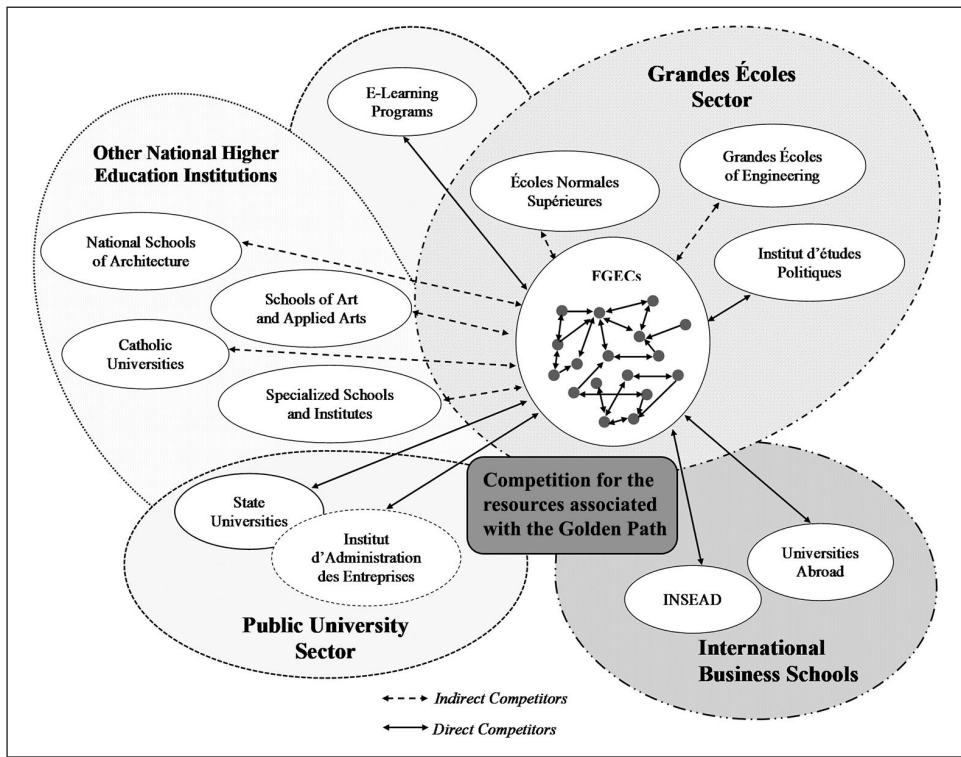 E-Learning
Programs
Grandes Écoles
Sector
Other National Higher
Education Institutions
Écoles Normales
Supérieures
Grandes Écoles
of Engineering
National Schools
of Architecture
FGECs
Institut d'études
Politiques
Schools of Art
and Applied Arts
Catholic
Universities
Specialized Schools
and Institutes
Competition for the
resources associated
with the Golden Path
State
Universities
Institut
d'Administration
des Entreprises
Universities
Abroad
INSEAD
Public University
Sector
International
Business Schools
Indirect Competitors
Direct Competitors